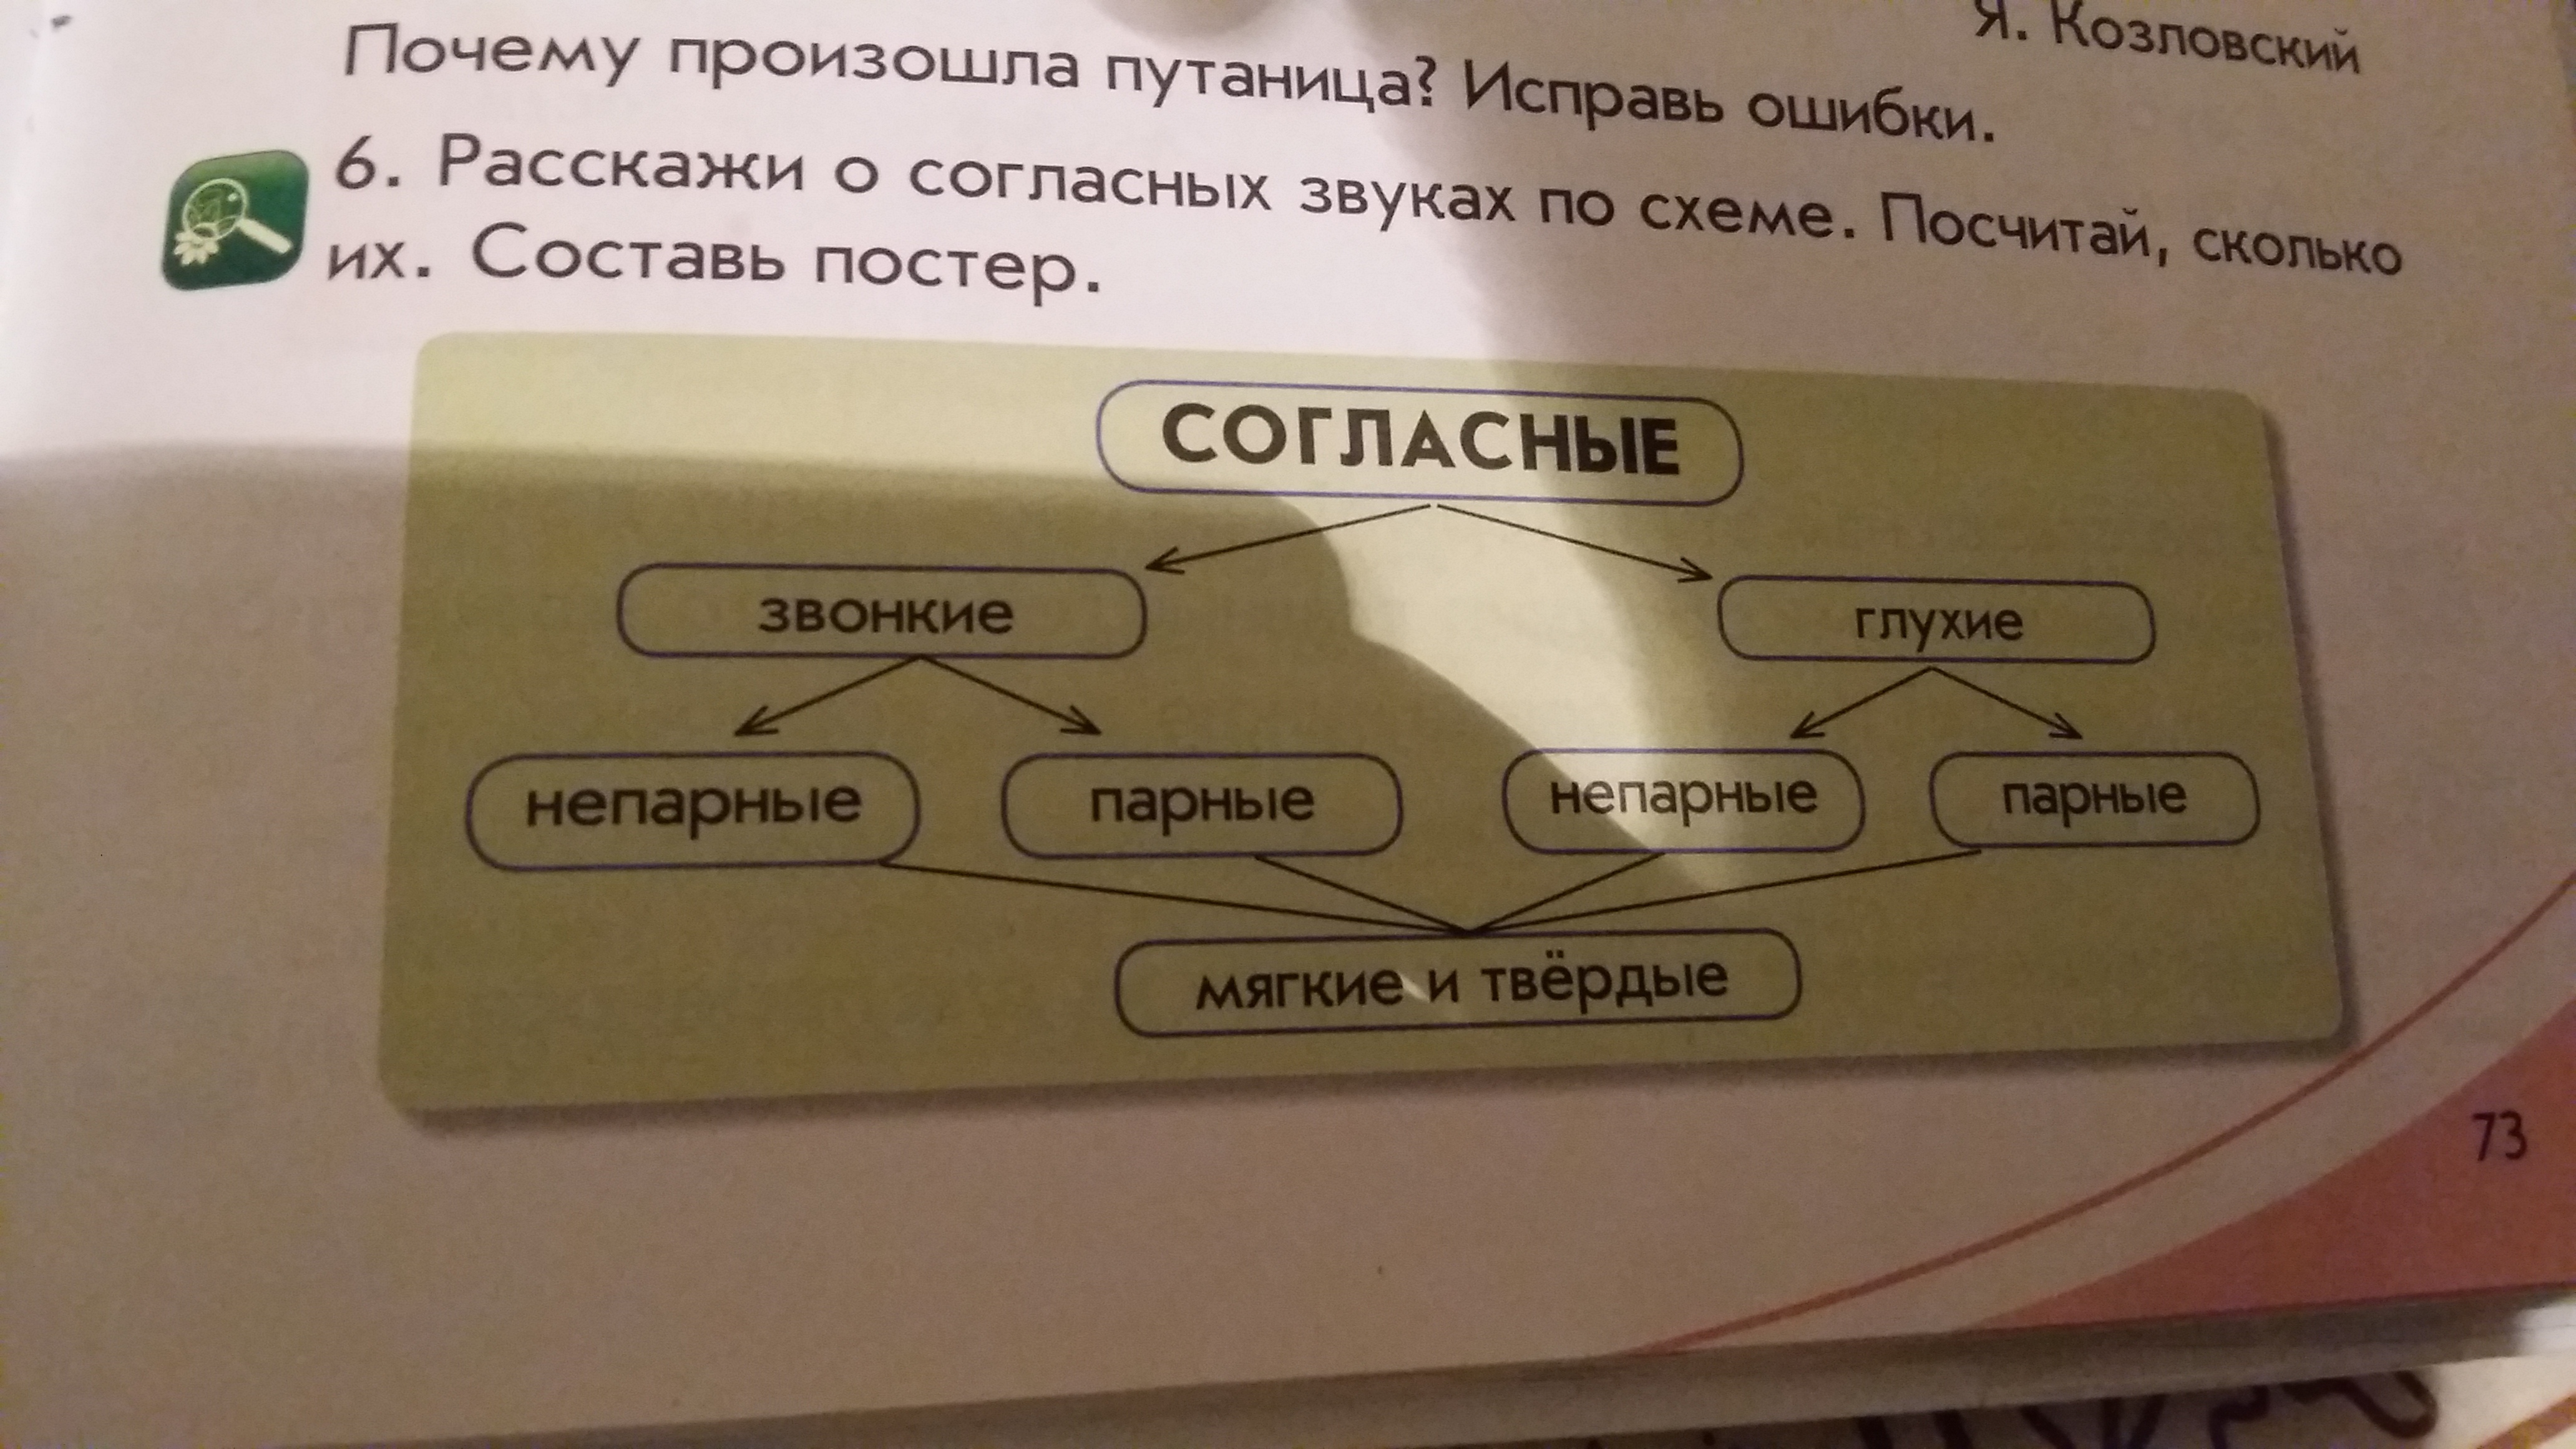 Я. Козловский
Почему произошла путаница? Исправь ошибки.
6. Расскажи о согласных звуках по схеме. Посчитай, сколько
их. Составь постер.
СОГЛАСНЫЕ
звонкие глухие
непарные парные непарные парные
мягкие и твёрдые
73